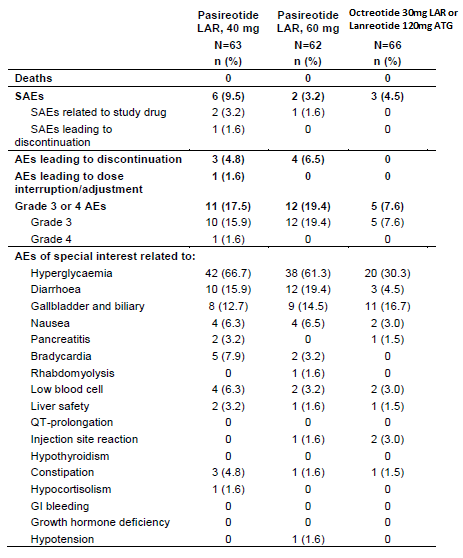 Pasireotide LAR, 40 mg Pasireotide LAR, 60 mg Octreotide 30mg LAR or Lanreotide 120mg ATG
N=63 N=62 N=66
n (%) n (%) n (%)
Deaths 0 0 0
SAEs 6 (9.5) 2 (3.2) 3 (4.5)
SAEs related to study drug 2 (3.2) 1 (1.6) 0
SAEs leading to discontinuation 1 (1.6) 0 0
AEs leading to discontinuation 3 (4.8) 4 (6.5) 0
AEs leading to dose interruption/adjustment 1 (1.6) 0 0
Grade 3 or 4 AEs 11 (17.5) 12 (19.4) 5 (7.6)
Grade 3 10 (15.9) 12 (19.4) 5 (7.6)
Grade 4 1 (1.6) 0 0
AEs of special interest related to:
Hyperglycaemia 42 (66.7) 38 (61.3) 20 (30.3)
Diarrhoea 10 (15.9) 12 (19.4) 3 (4.5)
Gallbladder and biliary 8 (12.7) 9 (14.5) 11 (16.7)
Nausea 4 (6.3) 4 (6.5) 2 (3.0)
Pancreatitis 2 (3.2) 0 1 (1.5)
Bradycardia 5 (7.9) 2 (3.2) 0
Rhabdomyolysis 0 1 (1.6) 0
Low blood cell 4 (6.3) 2 (3.2) 2 (3.0)
Liver safety 2 (3.2) 1 (1.6) 1 (1.5)
QT-prolongation 0 0 0
Injection site reaction 0 1 (1.6) 2 (3.0)
Hypothyroidism 0 0 0
Constipation 3 (4.8) 1 (1.6) 1 (1.5)
Hypocortisolism 1 (1.6) 0 0
GI bleeding 0 0 0
Growth hormone deficiency 0 0 0
Hypotension 0 1 (1.6) 0